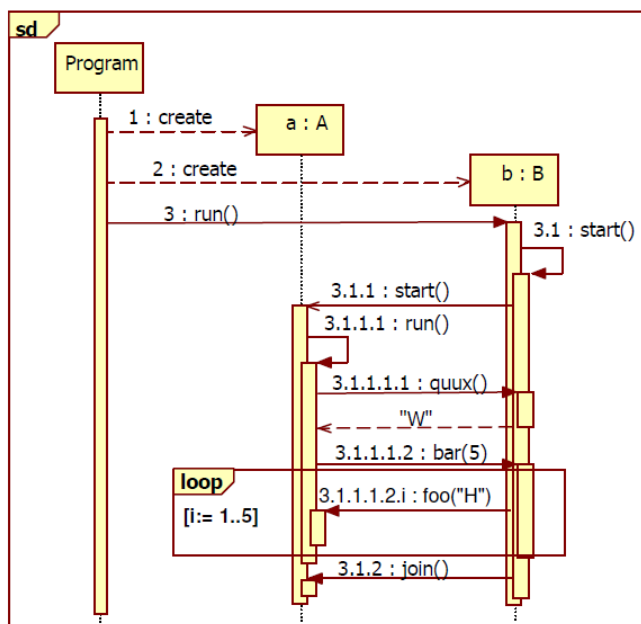 sd
Program
1 : create
a : A
2 : create
b : B
3 : run()
3.1 : start()
3.1.1 : start()
3.1.1.1 : run()
3.1.1.1.1 : quux()
"W"
3.1.1.1.2 : bar(5)
loop
3.1.1.1.2.i : foo("H")
[i:= 1..5]
3.1.2 : join()